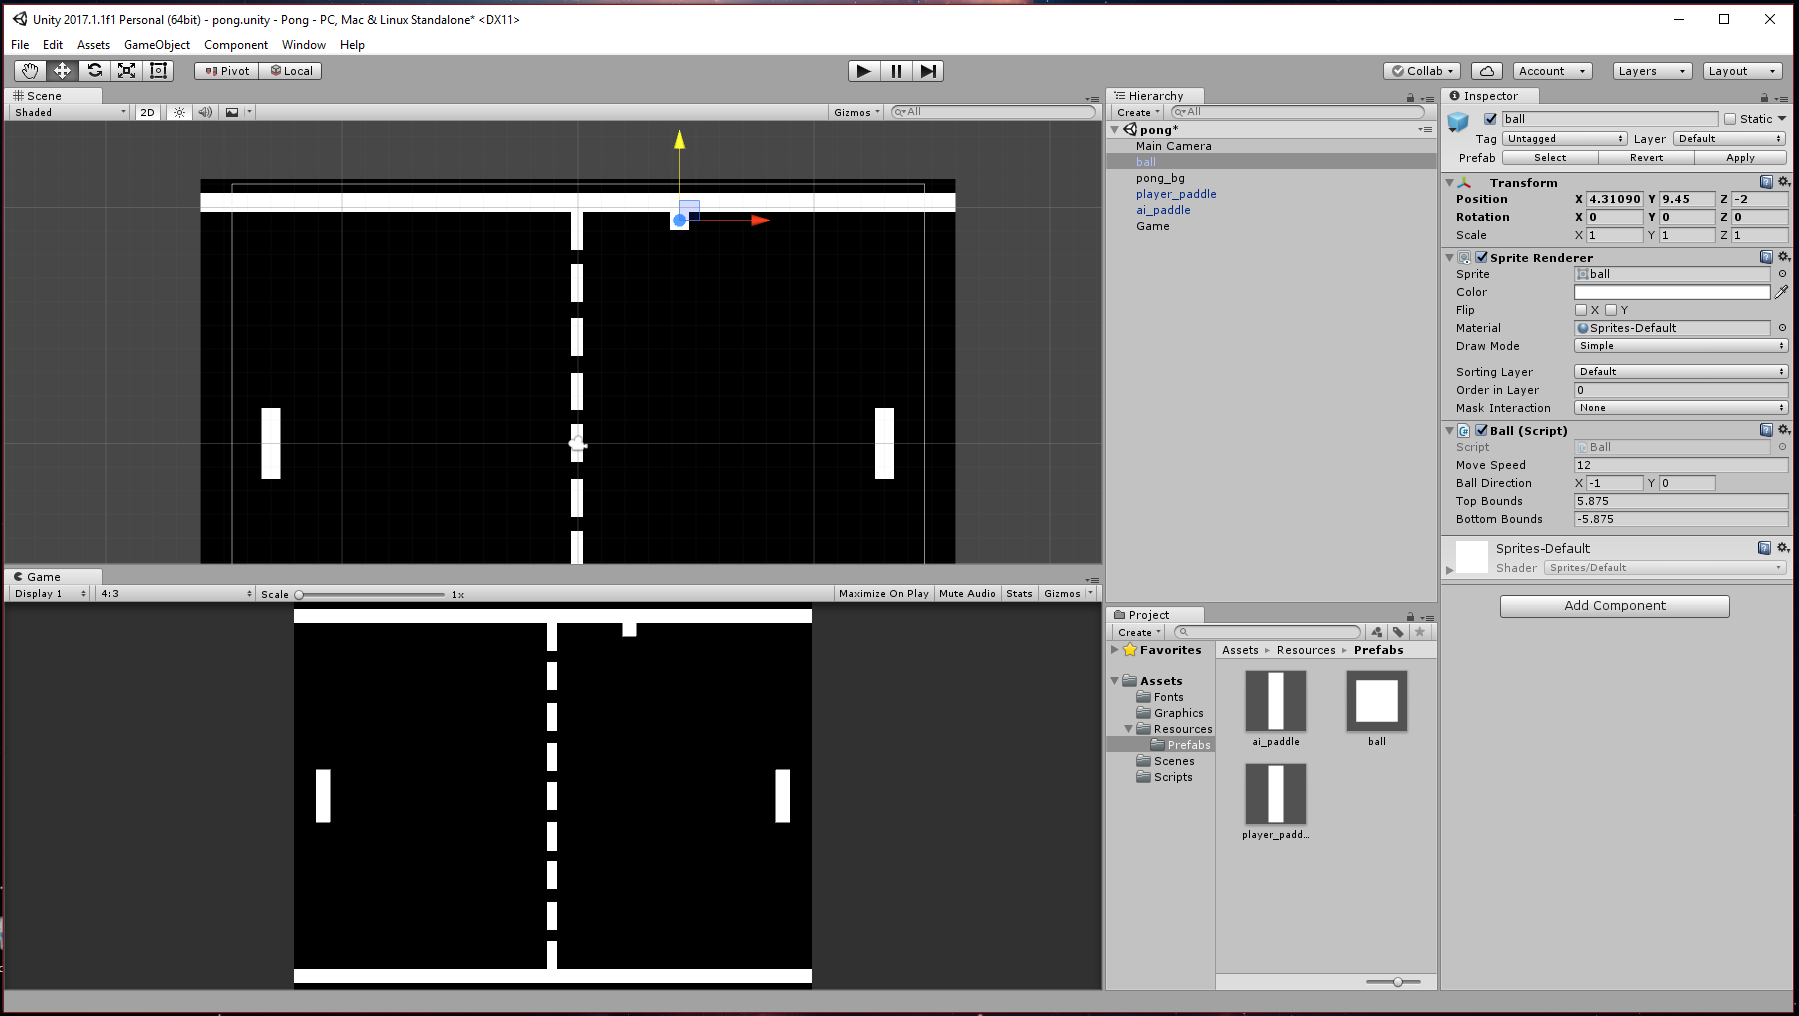 Unity 2017.1.1f1 Personal (64bit) - pong.unity - Pong - PC, Mac & Linux Standalone* <DX11>
File Edit Assets GameObject Component Window Help
Pivot Local Collab Account Layers Layout
Scene
Shaded 2D Gizmos All
Hierarchy
Create All
pong*
Main Camera
ball
pong_bg
player_paddle
ai_paddle
Game
Inspector
ball Static
Tag Untagged Layer Default
Prefab Select Revert Apply
Transform
Position X 4.31090 Y 9.45 Z -2
Rotation X 0 Y 0 Z 0
Scale X 1 Y 1 Z 1
Sprite Renderer
Sprite ball
Color
Flip X Y
Material Sprites-Default
Draw Mode Simple
Sorting Layer Default
Order in Layer 0
Mask Interaction None
Ball (Script)
Script Ball
Move Speed 12
Ball Direction X -1 Y 0
Top Bounds 5.875
Bottom Bounds -5.875
Sprites-Default
Shader Sprites/Default
Add Component
Game
Display 1 4:3 Scale 1x Maximize On Play Mute Audio Stats Gizmos
Project
Create
Favorites
Assets
Fonts
Graphics
Resources
Prefabs
Scenes
Scripts
Assets Resources Prefabs
ai_paddle ball
player_padd...